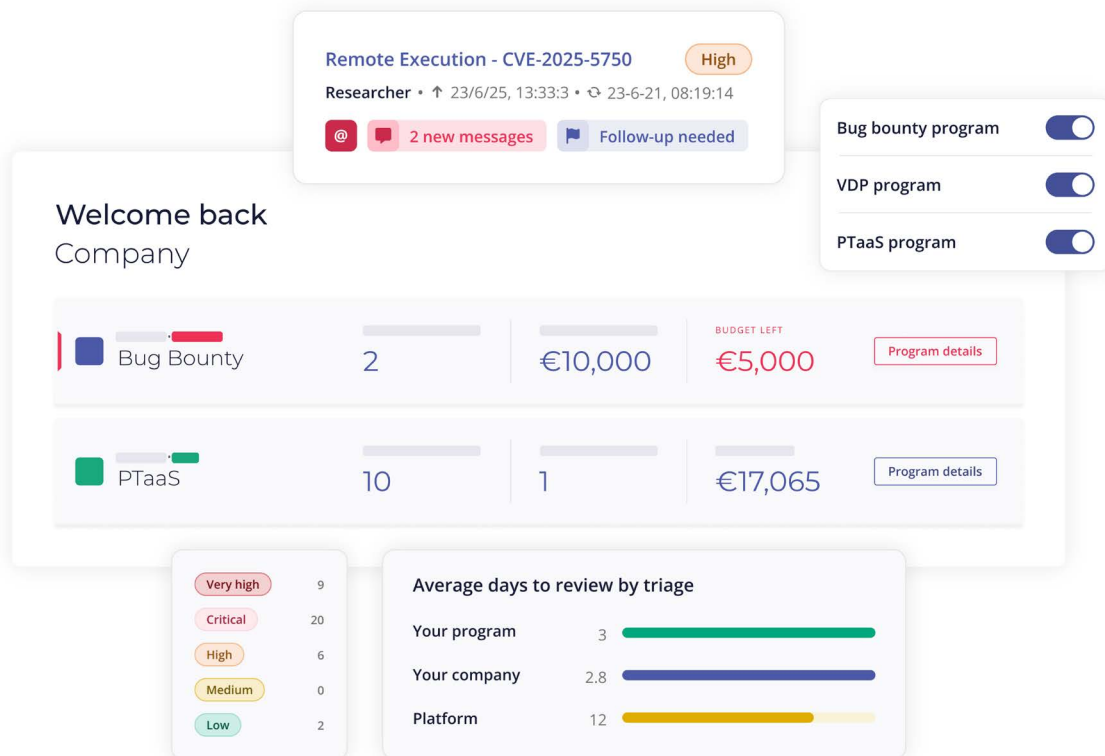 Remote Execution - CVE-2025-5750 High
Researcher • ↑ 23/6/25, 13:33:3 • 23-6-21, 08:19:14
@ 2 new messages Follow-up needed
Bug bounty program
VDP program
PTaaS program
Welcome back
Company
Bug Bounty
2
€10,000
BUDGET LEFT
€5,000
Program details
PTaaS
10
1
€17,065
Program details
Very high 9
Critical 20
High 6
Medium 0
Low 2
Average days to review by triage
Your program 3
Your company 2.8
Platform 12